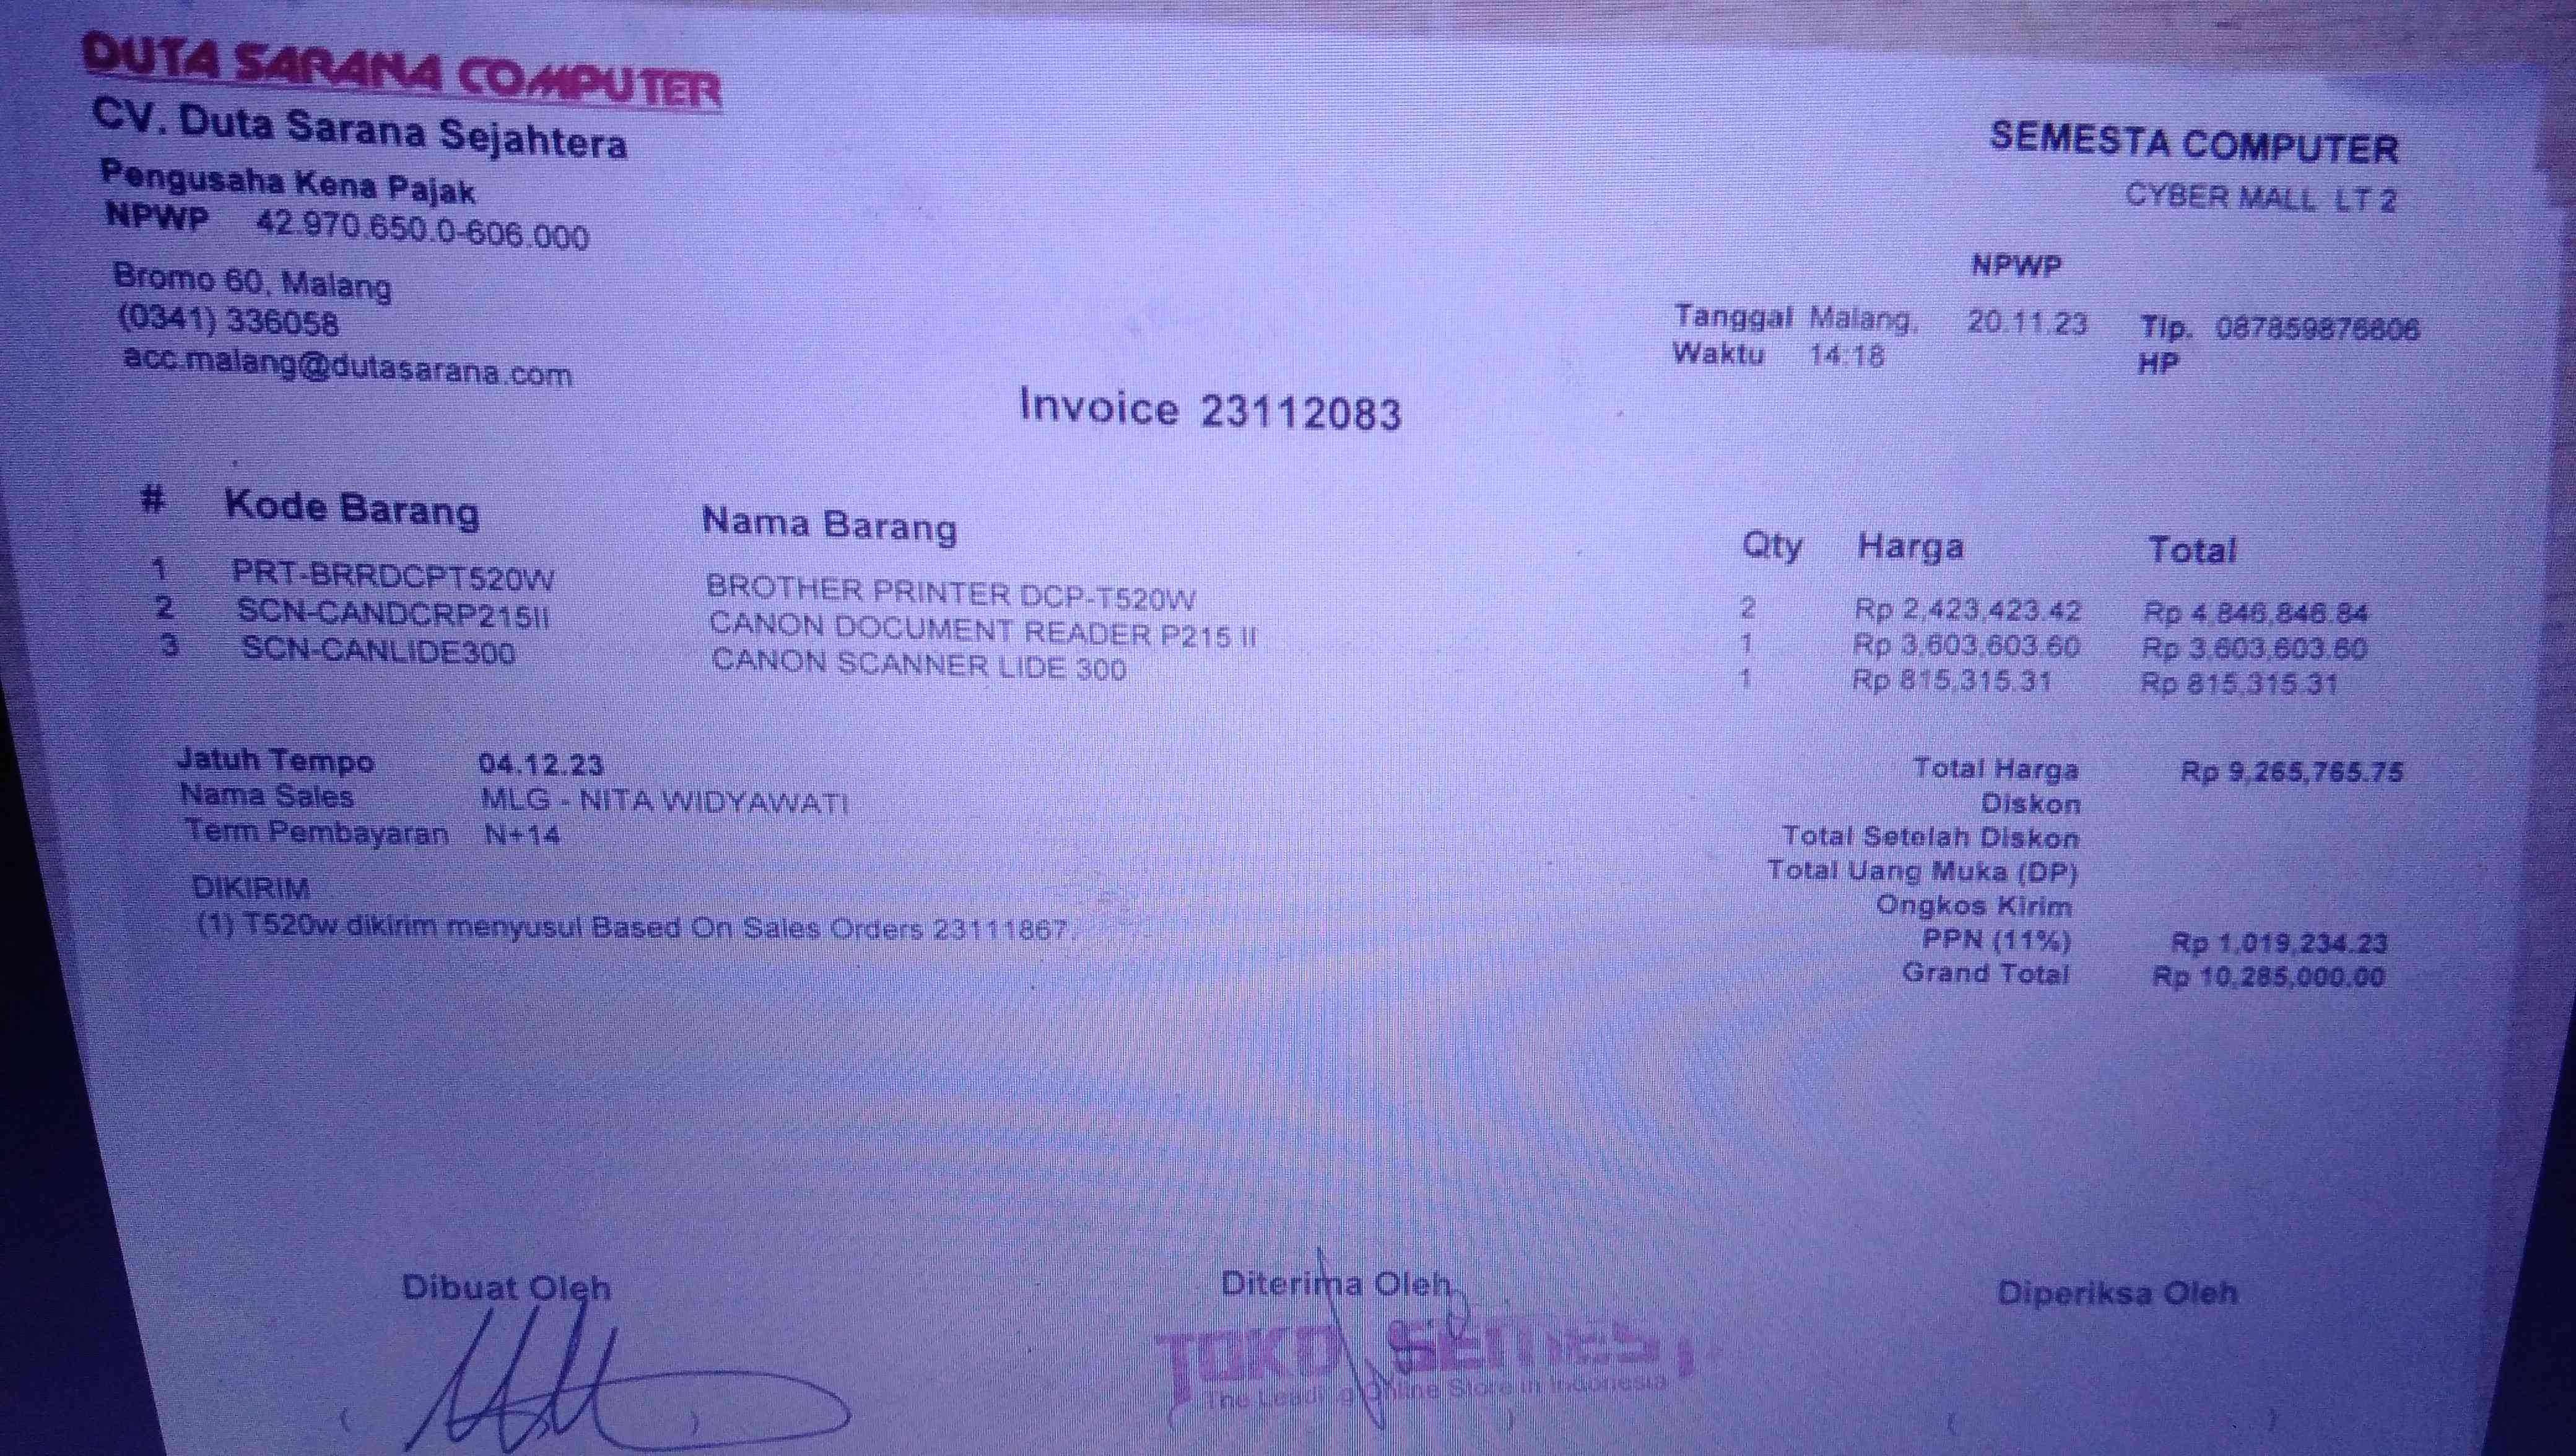 DUTA SARANA COMPUTER
CV. Duta Sarana Sejahtera
Pengusaha Kena Pajak
NPWP 42.970.650.0-606.000
Bromo 60, Malang
(0341) 336058
acc.malang@dutasarana.com
SEMESTA COMPUTER
CYBER MALL LT 2
NPWP
Tanggal Malang, 20.11.23 Tlp. 087859876806
Waktu 14:18 HP
Invoice 23112083
# Kode Barang Nama Barang Qty Harga Total
1 PRT-BRRDCPT520W BROTHER PRINTER DCP-T520W 2 Rp 2,423,423.42 Rp 4,846,846.84
2 SCN-CANDCRP215II CANON DOCUMENT READER P215 II 1 Rp 3,603,603.60 Rp 3,603,603.60
3 SCN-CANLIDE300 CANON SCANNER LIDE 300 1 Rp 815,315.31 Rp 815,315.31
Jatuh Tempo 04.12.23
Nama Sales MLG - NITA WIDYAWATI
Term Pembayaran N+14
DIKIRIM
(1) T520w dikirim menyusul Based On Sales Orders 23111867.
Total Harga Rp 9,265,765.75
Diskon
Total Setelah Diskon
Total Uang Muka (DP)
Ongkos Kirim
PPN (11%) Rp 1,019,234.23
Grand Total Rp 10,285,000.00
Dibuat Oleh Diterima Oleh Diperiksa Oleh
TOKO
The Leading Online Store in Indonesia